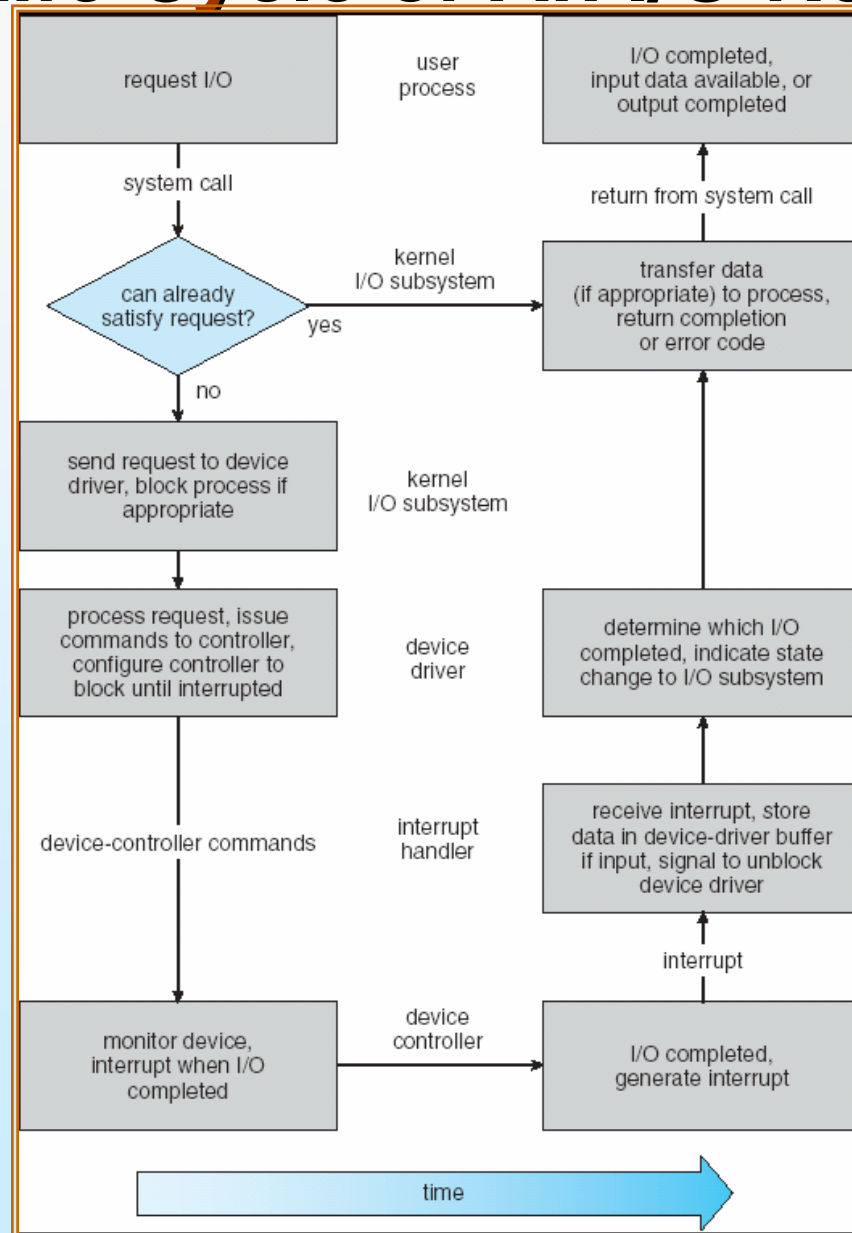 Cycle of An I/O
request I/O
user
process
I/O completed,
input data available, or
output completed
system call
return from system call
can already
satisfy request?
kernel
I/O subsystem
yes
transfer data
(if appropriate) to process,
return completion
or error code
no
send request to device
driver, block process if
appropriate
kernel
I/O subsystem
process request, issue
commands to controller,
configure controller to
block until interrupted
device
driver
determine which I/O
completed, indicate state
change to I/O subsystem
device-controller commands
interrupt
handler
receive interrupt, store
data in device-driver buffer
if input, signal to unblock
device driver
interrupt
monitor device,
interrupt when I/O
completed
device
controller
I/O completed,
generate interrupt
time